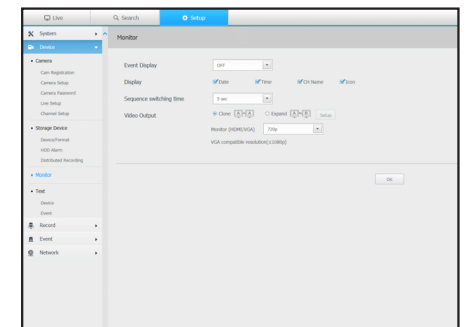 Live
Search
Setup
System
Device
Camera
Cam Registration
Camera Setup
Camera Password
Live Setup
Channel Setup
Storage Device
Device/Format
HDD Alarm
Distributed Recording
Monitor
Text
Device
Event
Record
Event
Network
Monitor
Event Display OFF
Display Date Time CH Name Icon
Sequence switching time 5 sec
Video Output Close Expand Setup
Monitor (HDMI/VGA) 720p
VGA compatible resolution(≤1080p)
OK